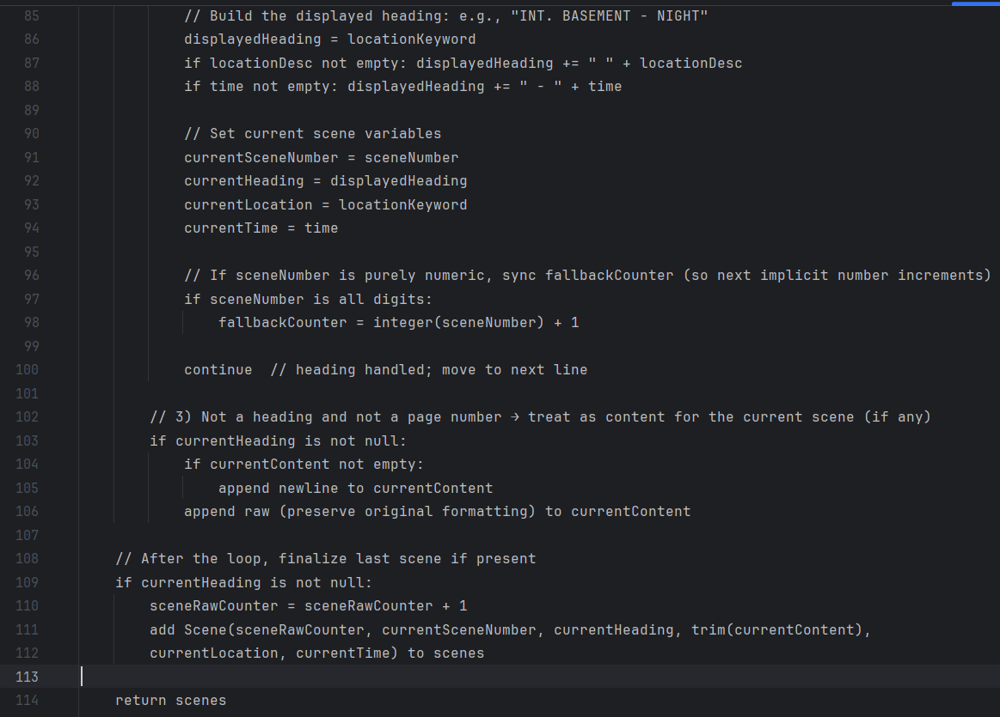 85 // Build the displayed heading: e.g., "INT. BASEMENT - NIGHT"
86 displayedHeading = locationKeyword
87 if locationDesc not empty: displayedHeading += " " + locationDesc
88 if time not empty: displayedHeading += " - " + time
89
90 // Set current scene variables
91 currentSceneNumber = sceneNumber
92 currentHeading = displayedHeading
93 currentLocation = locationKeyword
94 currentTime = time
95
96 // If sceneNumber is purely numeric, sync fallbackCounter (so next implicit number increments)
97 if sceneNumber is all digits:
98 fallbackCounter = integer(sceneNumber) + 1
99
100 continue // heading handled; move to next line
101
102 // 3) Not a heading and not a page number → treat as content for the current scene (if any)
103 if currentHeading is not null:
104 if currentContent not empty:
105 append newline to currentContent
106 append raw (preserve original formatting) to currentContent
107
108 // After the loop, finalize last scene if present
109 if currentHeading is not null:
110 sceneRawCounter = sceneRawCounter + 1
111 add Scene(sceneRawCounter, currentSceneNumber, currentHeading, trim(currentContent),
112 currentLocation, currentTime) to scenes
113
114 return scenes